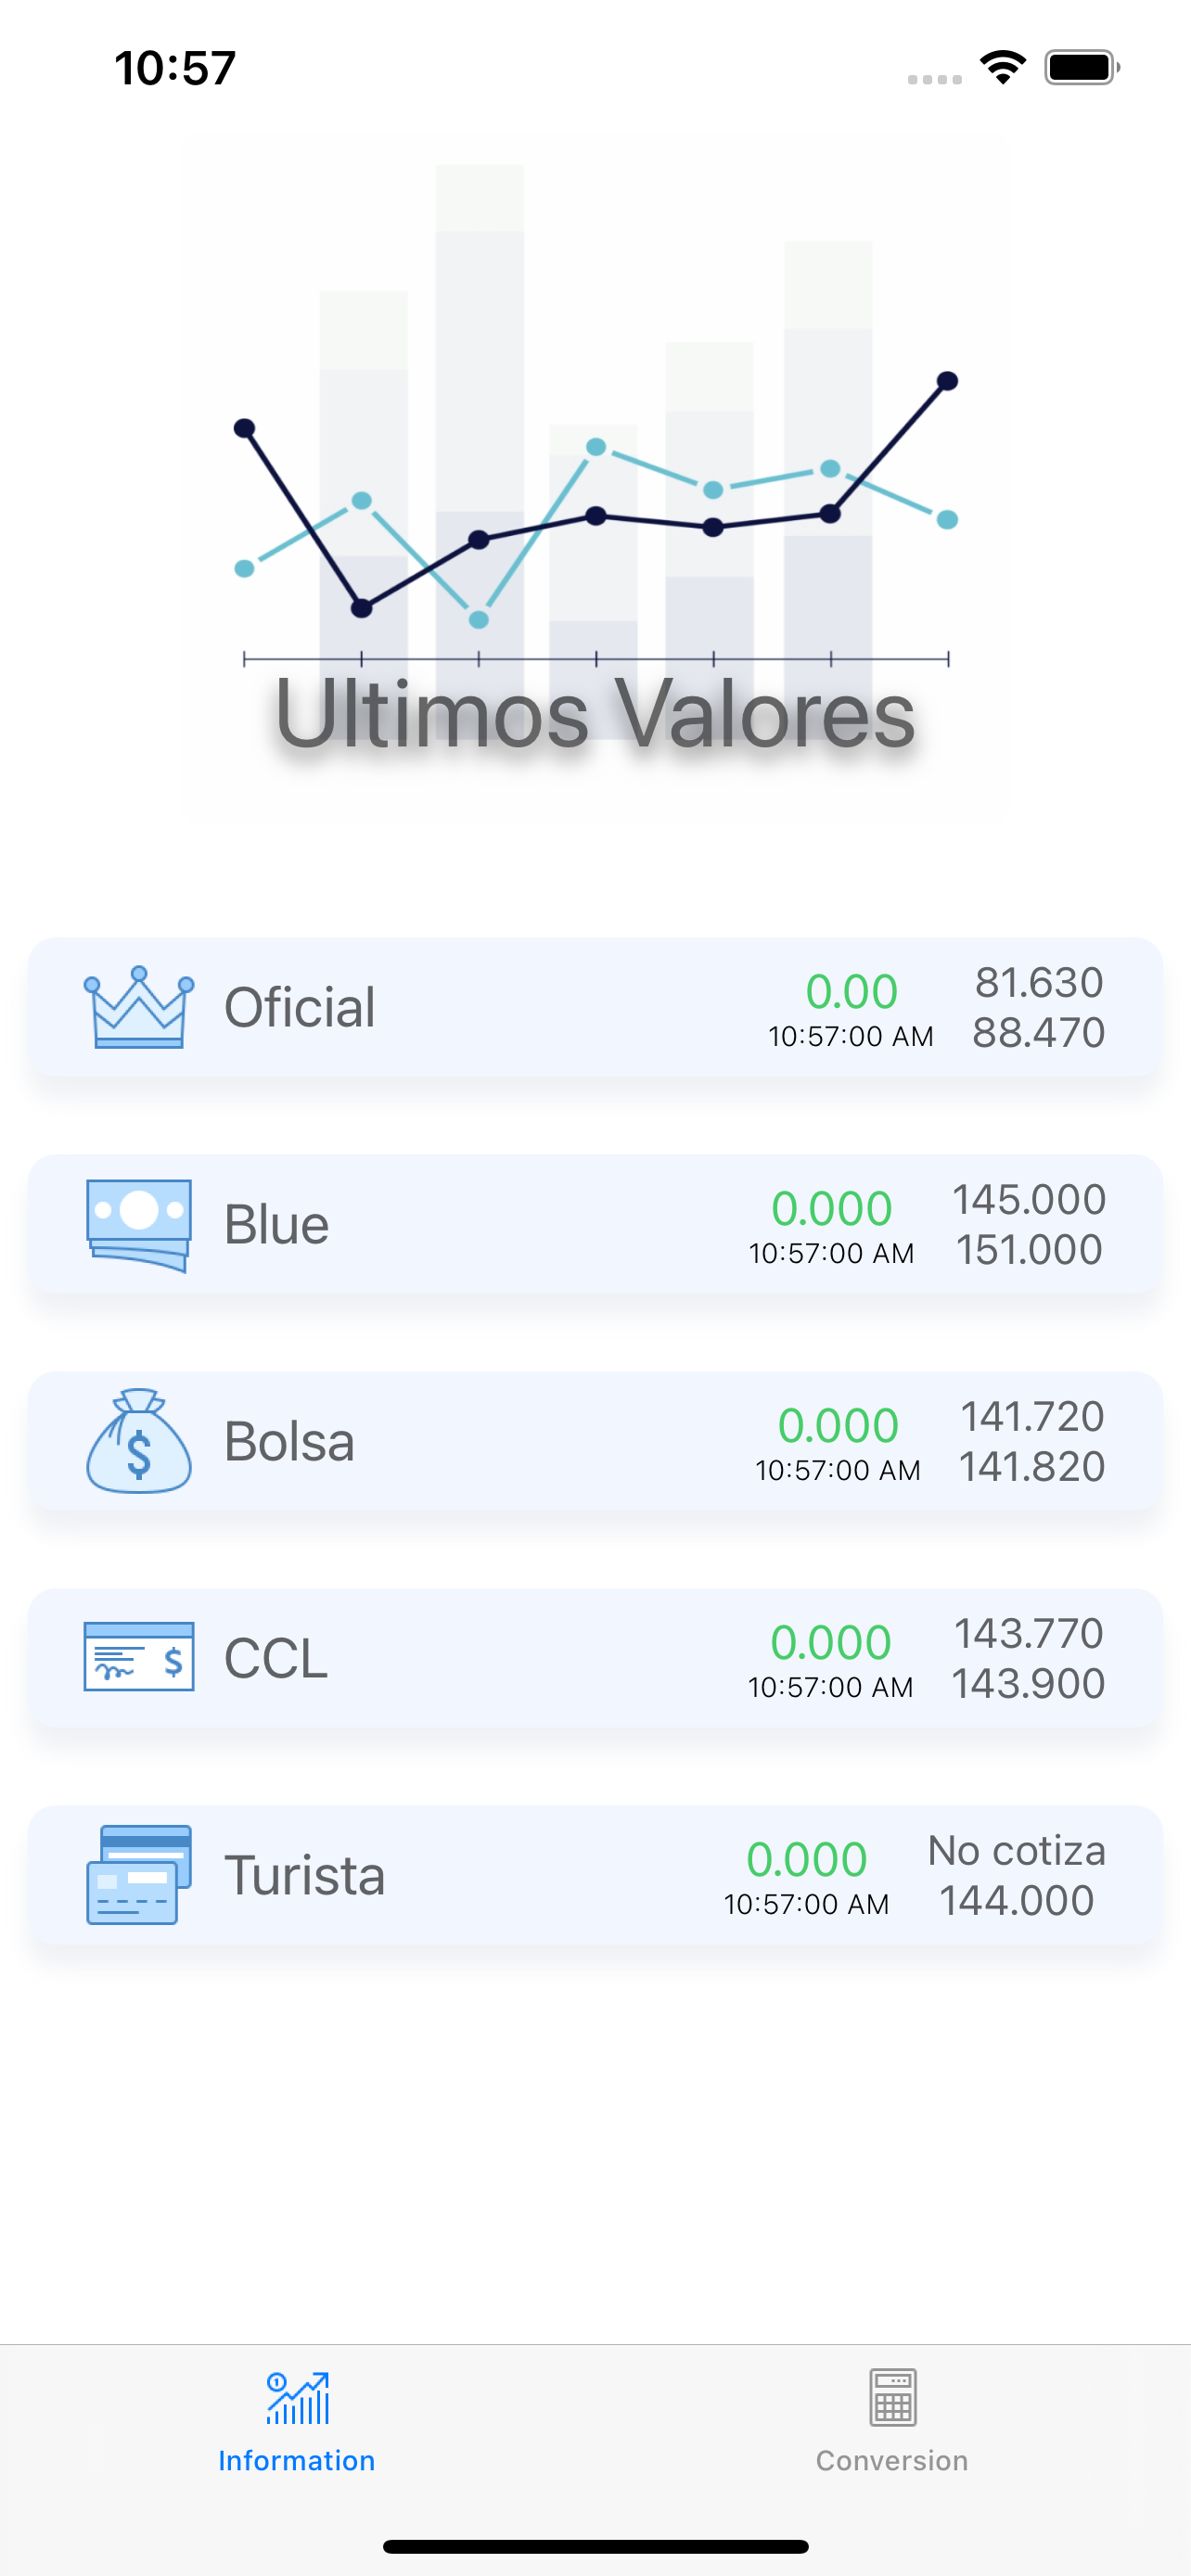 10:57
Ultimos Valores
Oficial
0.00
10:57:00 AM
81.630
88.470
Blue
0.000
10:57:00 AM
145.000
151.000
$
Bolsa
0.000
10:57:00 AM
141.720
141.820
$
CCL
0.000
10:57:00 AM
143.770
143.900
Turista
0.000
10:57:00 AM
No cotiza
144.000
1
Information
Conversion